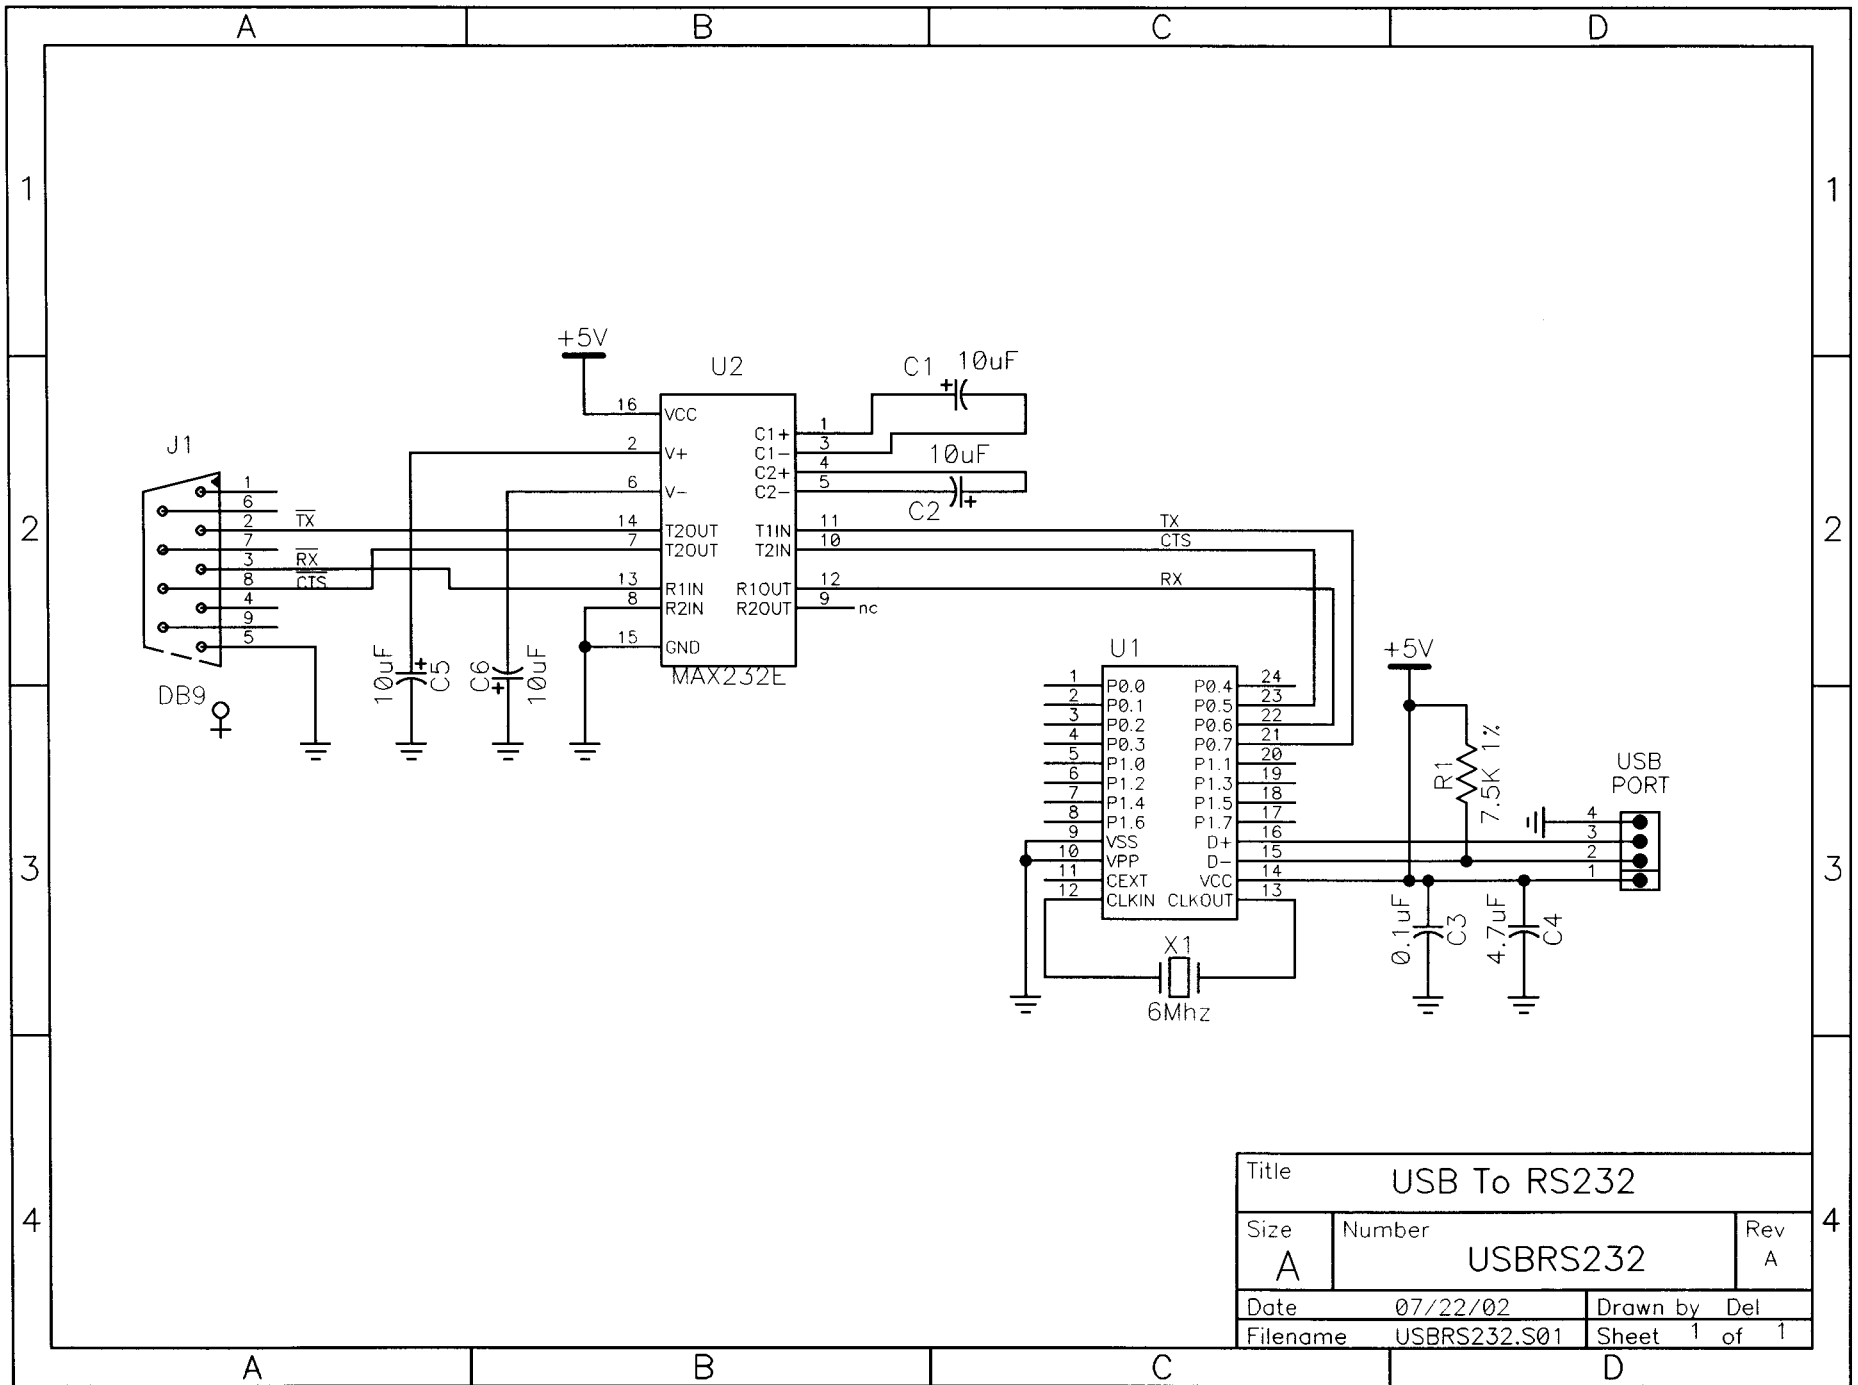 A B C D
1 1
+5V
U2
C1 10uF
16 VCC
C1+ 1
J1
2 V+
C1- 3
10uF
C2+ 4
1
6 V-
C2- 5
6
C2
2 2
2 TX
14 T2OUT
T1IN 11
TX
7
7 T2OUT
T2IN 10
CTS
3 RX
8 CTS
13 R1IN
R1OUT 12
RX
4
8 R2IN
R2OUT 9 nc
9
5
15 GND
U1
+5V
10uF C5
C6 10uF
MAX232E
DB9
1 P0.0 P0.4 24
2 P0.1 P0.5 23
3 P0.2 P0.6 22
4 P0.3 P0.7 21
5 P1.0 P1.1 20
6 P1.2 P1.3 19
7 P1.4 P1.5 18
8 P1.6 P1.7 17
9 VSS D+ 16
10 VPP D- 15
11 CEXT VCC 14
12 CLKIN CLKOUT 13
R1
7.5K 1%
USB
PORT
4
3
2
1
3 3
0.1uF C3
4.7uF C4
X1
6Mhz
Title USB To RS232
Size Number Rev
A USBRS232 A
4 4
Date 07/22/02 Drawn by Del
Filename USBRS232.S01 Sheet 1 of 1
A B C D